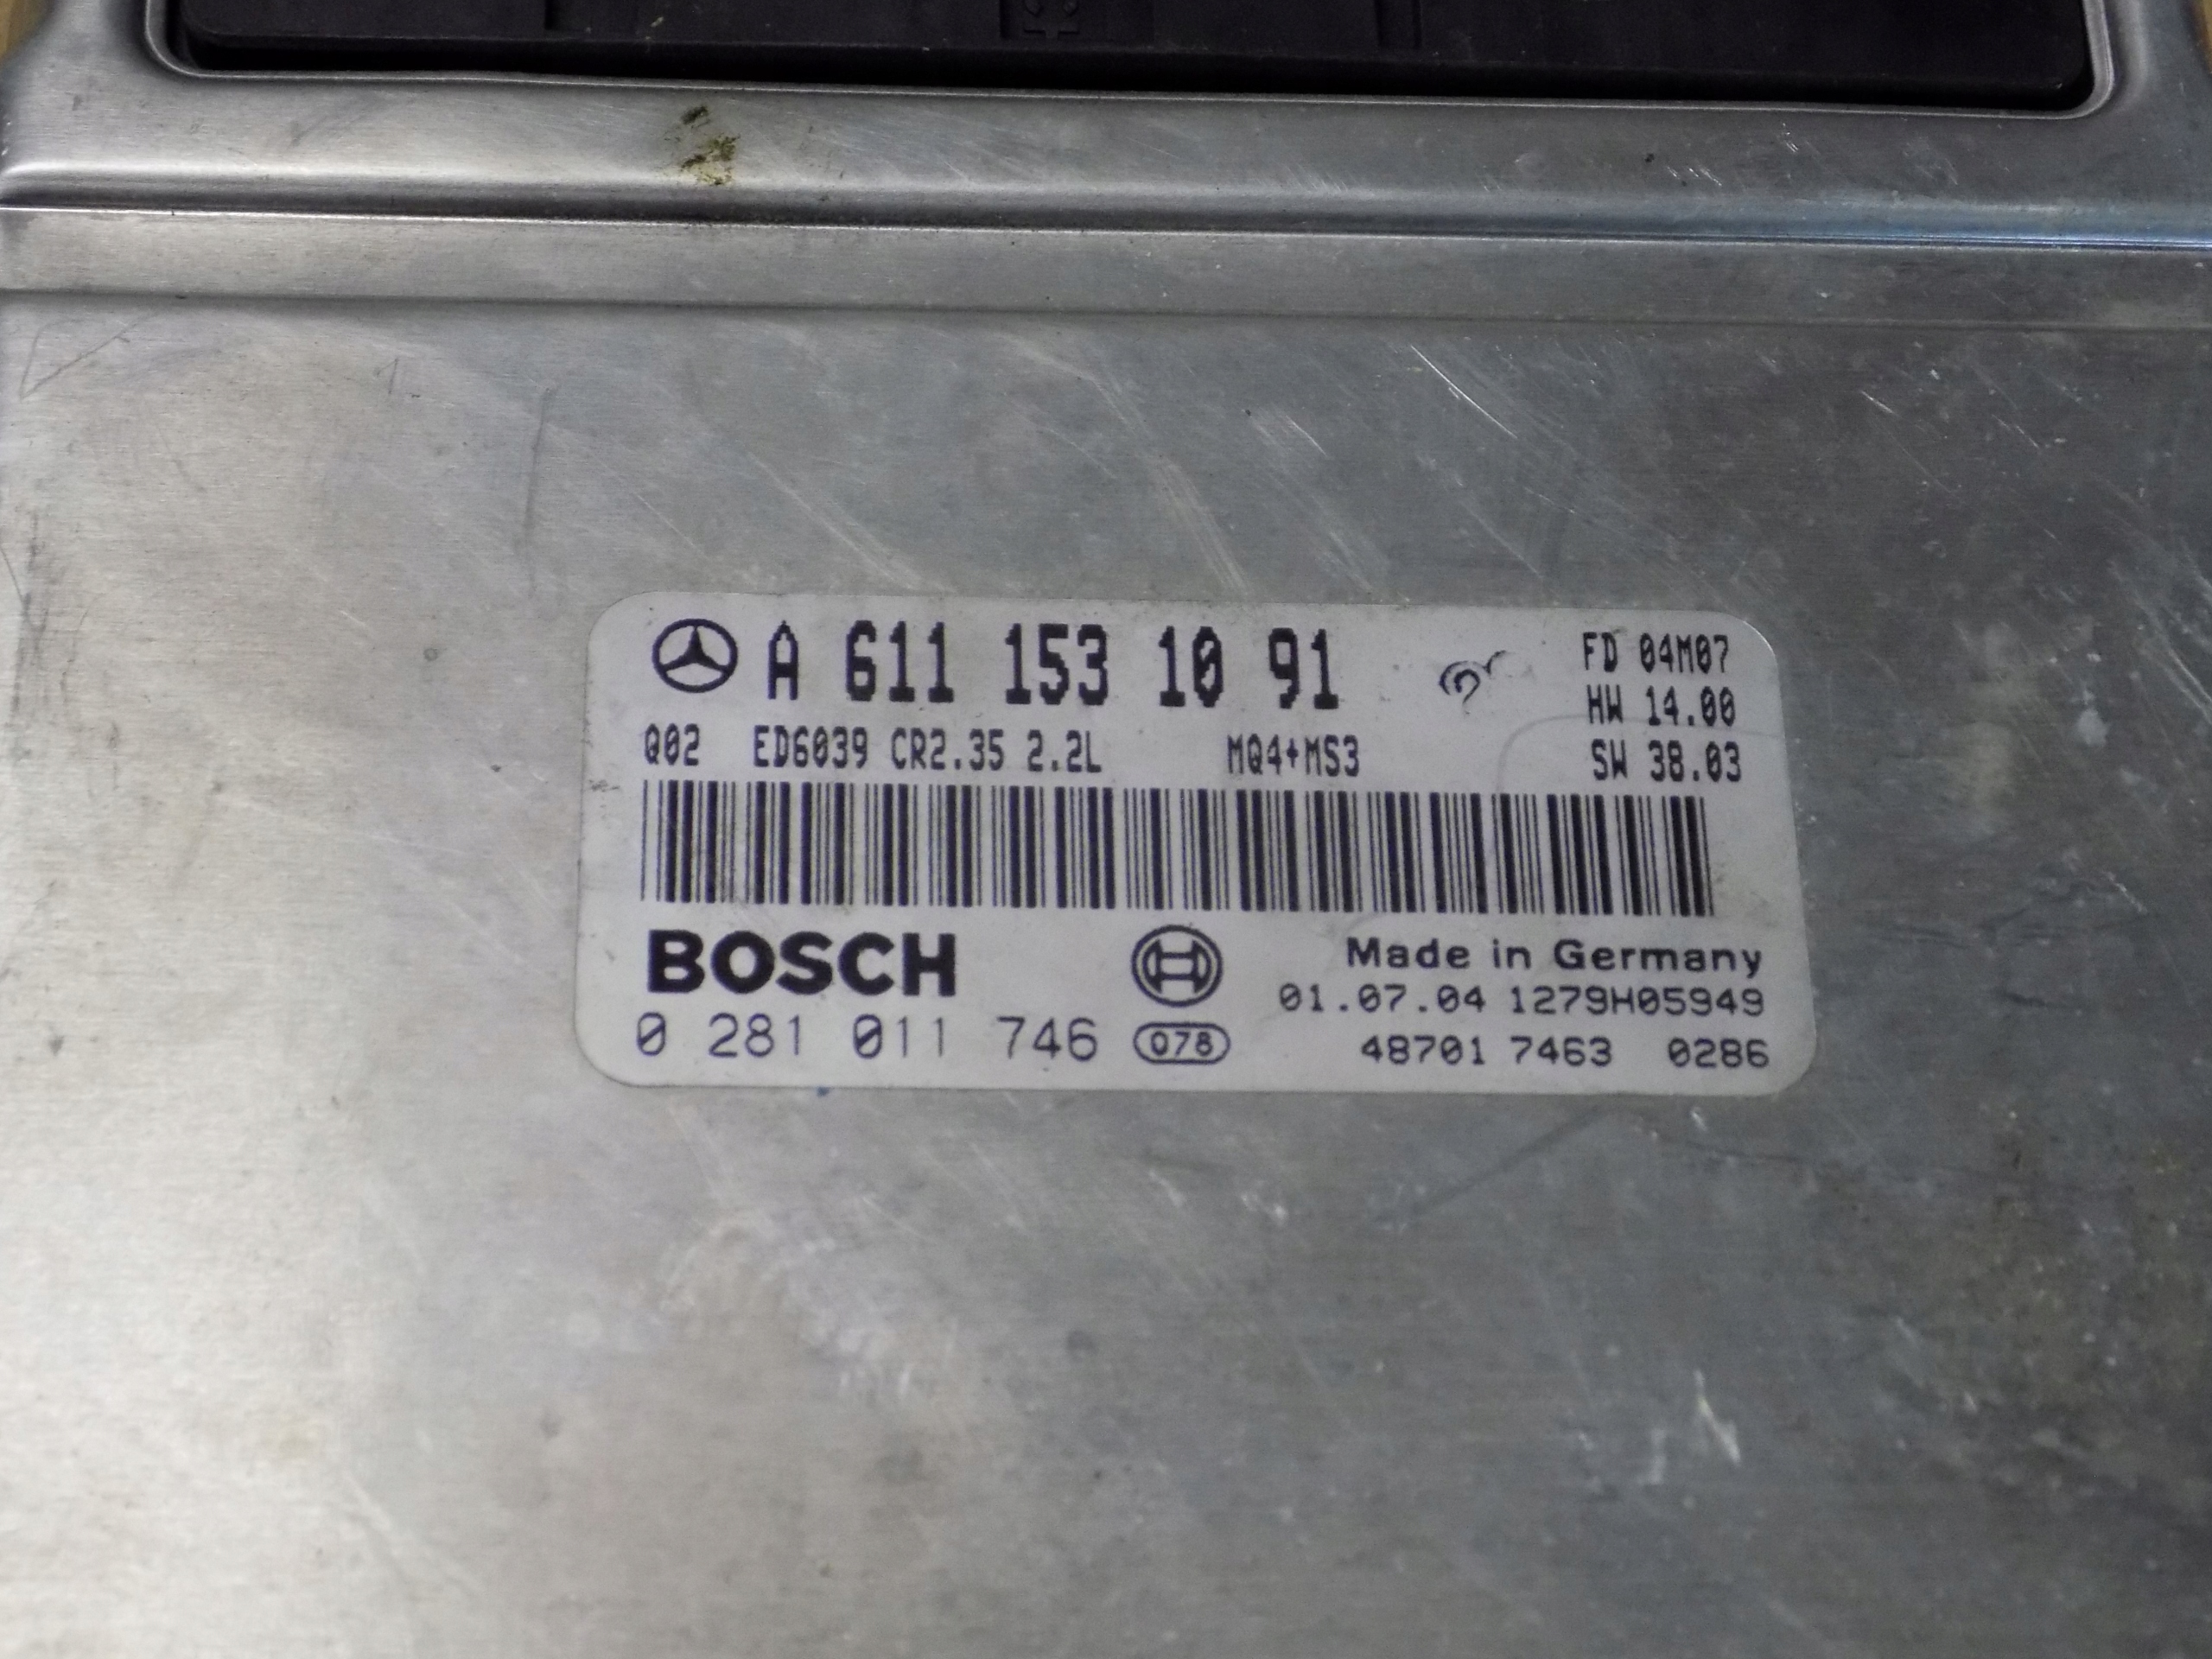 A 611 153 10 91 FD 04M07
HW 14.00
Q02 ED6039 CR2.35 2.2L MQ4+MS3 SW 38.03
BOSCH Made in Germany
01.07.04 1279H05949
0 281 011 746 Q78 48701 7463 0286